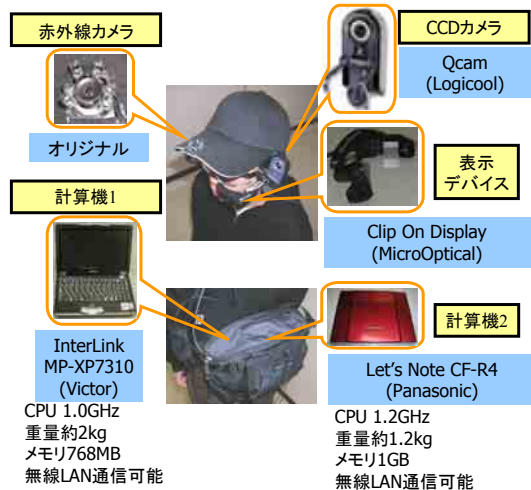 赤外線カメラ
オリジナル
CCDカメラ
Qcam
(Logicool)
表示
デバイス
Clip On Display
(MicroOptical)
計算機1
InterLink
MP-XP7310
(Victor)
CPU 1.0GHz
重量約2kg
メモリ768MB
無線LAN通信可能
計算機2
Let's Note CF-R4
(Panasonic)
CPU 1.2GHz
重量約1.2kg
メモリ1GB
無線LAN通信可能